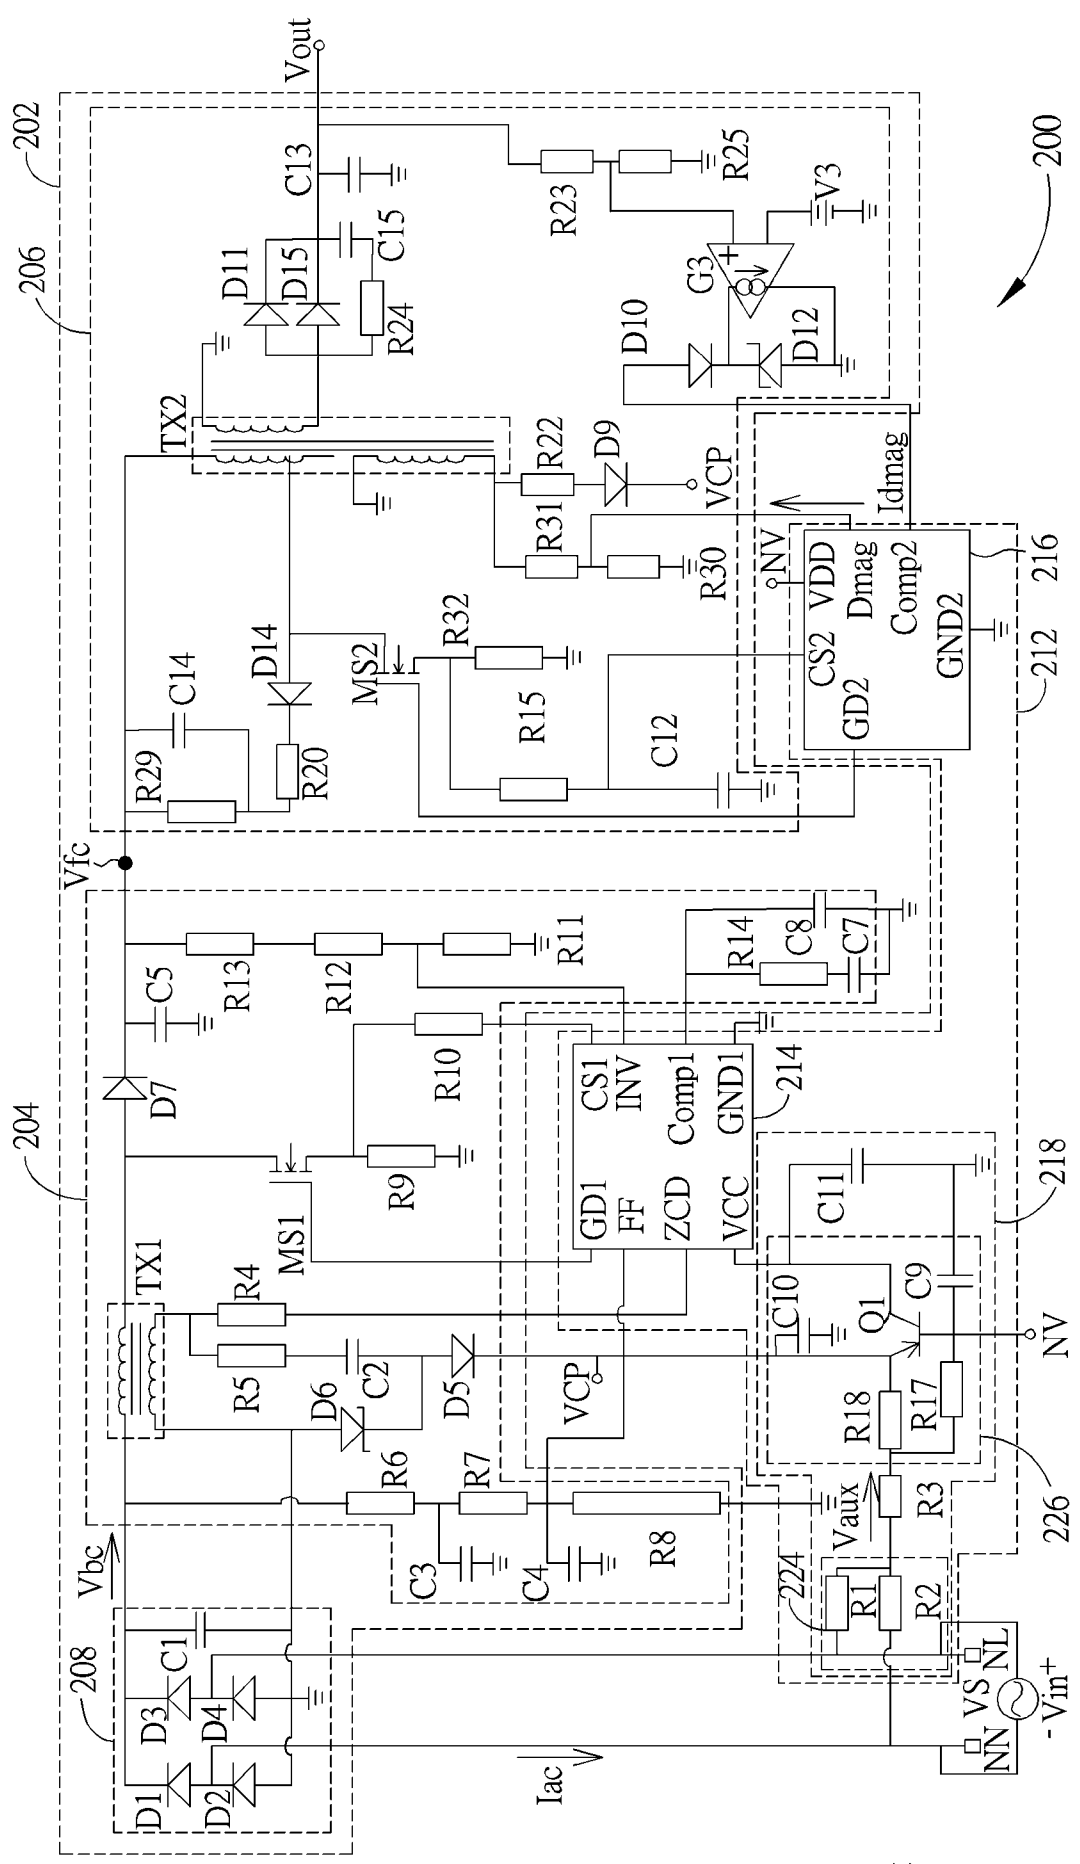 202
206
Vout
C13
D11
D15
C15
R24
R23
R25
V3
G3
+
D10
D12
200
TX2
R22
D9
VCP
R31
R30
Idmag
NV
VDD
Dmag
Comp2
GND2
CS2
GD2
216
212
D14
C14
R29
R20
MS2
R32
R15
C12
Vfc
204
C5
R13
R12
R11
D7
R10
R9
MS1
R14
C8
C7
CS1
INV
Comp1
GND1
GD1
FF
ZCD
VCC
214
TX1
R4
R5
C2
D6
D5
VCP
C10
C11
Q1
C9
218
NV
R18
R17
226
R6
R7
R8
C3
C4
Vaux
R3
224
R1
R2
Vbc
208
C1
D3
D4
D1
D2
Iac
VS
NL
NN
- Vin +